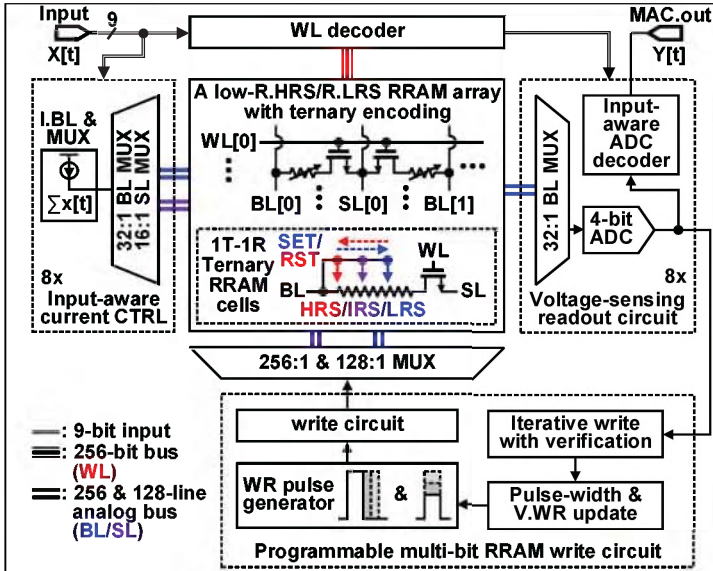 Input
9
X[t]
WL decoder
MAC.out
Y[t]
I.BL &
MUX
∑x[t]
32:1 BL MUX
16:1 SL MUX
8x
Input-aware
current CTRL
A low-R.HRS/R.LRS RRAM array
with ternary encoding
WL[0]
BL[0]
SL[0]
BL[1]
1T-1R
Ternary
RRAM
cells
SET/
RST
WL
BL
SL
HRS/IRS/LRS
32:1 BL MUX
Input-
aware
ADC
decoder
4-bit
ADC
8x
Voltage-sensing
readout circuit
256:1 & 128:1 MUX
: 9-bit input
: 256-bit bus
(WL)
: 256 & 128-line
analog bus
(BL/SL)
write circuit
WR pulse
generator
&
Iterative write
with verification
Pulse-width &
V.WR update
Programmable multi-bit RRAM write circuit